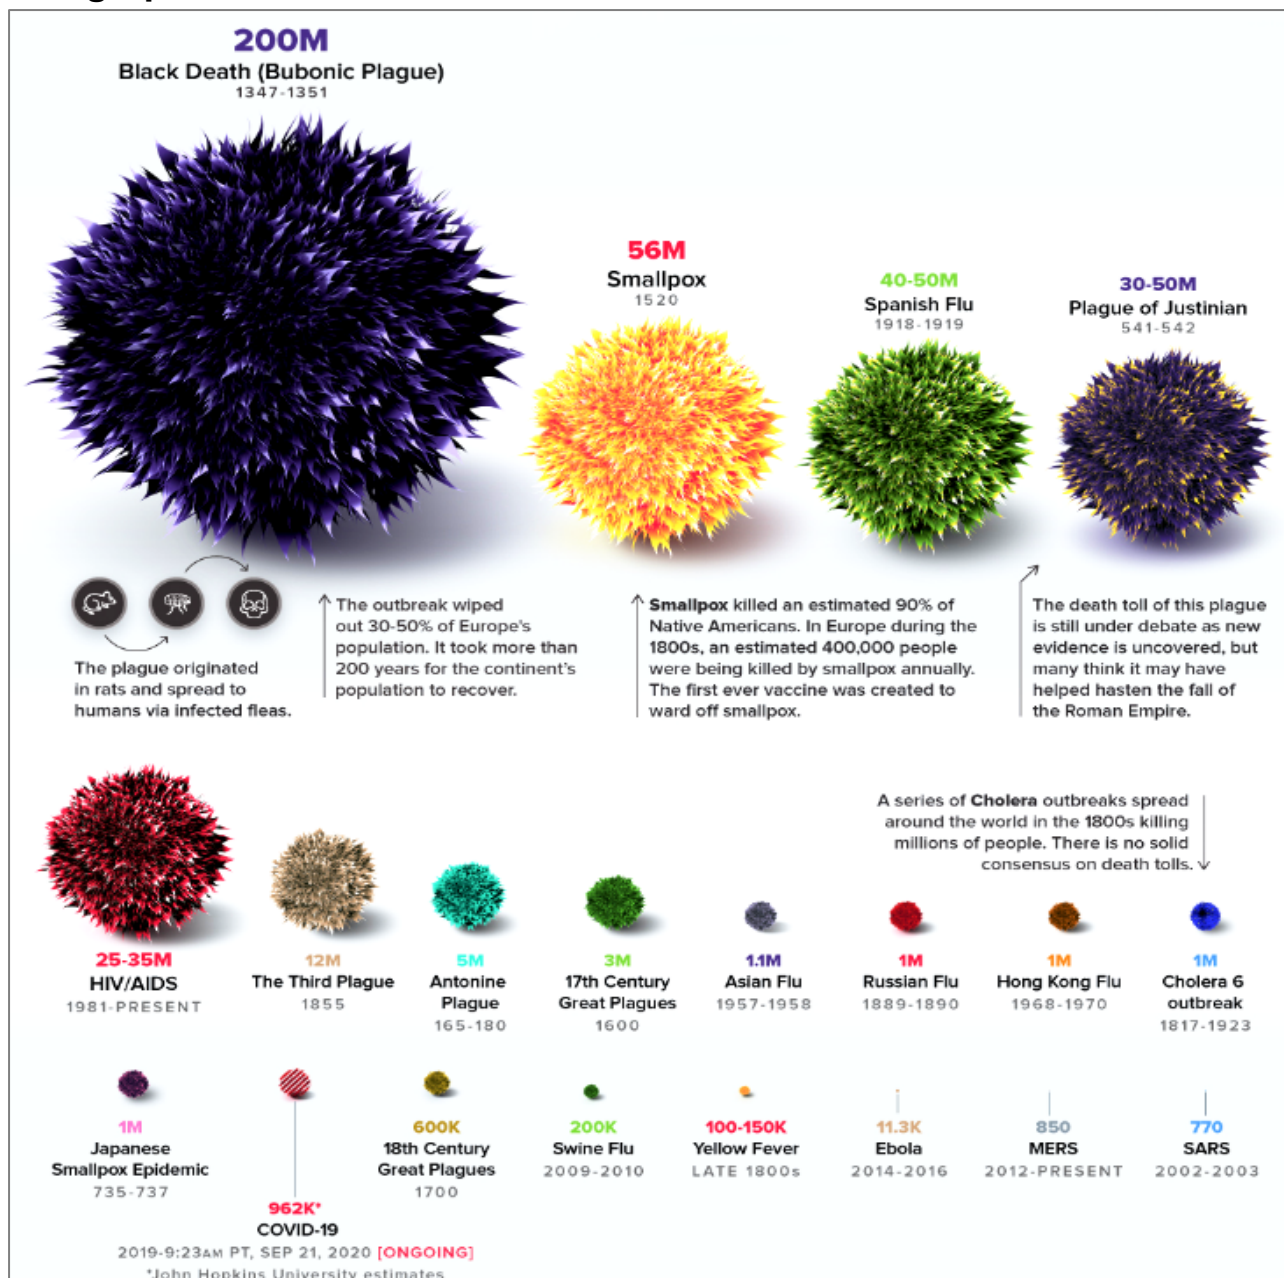 200M
Black Death (Bubonic Plague)
1347-1351
56M
Smallpox
1520
40-50M
Spanish Flu
1918-1919
30-50M
Plague of Justinian
541-542
The plague originated
in rats and spread to
humans via infected fleas.
The outbreak wiped
out 30-50% of Europe's
population. It took more than
200 years for the continent's
population to recover.
Smallpox killed an estimated 90% of
Native Americans. In Europe during the
1800s, an estimated 400,000 people
were being killed by smallpox annually.
The first ever vaccine was created to
ward off smallpox.
The death toll of this plague
is still under debate as new
evidence is uncovered, but
many think it may have
helped hasten the fall of
the Roman Empire.
A series of Cholera outbreaks spread
around the world in the 1800s killing
millions of people. There is no solid
consensus on death tolls.
25-35M
HIV/AIDS
1981-PRESENT
12M
The Third Plague
1855
5M
Antonine
Plague
165-180
3M
17th Century
Great Plagues
1600
1.1M
Asian Flu
1957-1958
1M
Russian Flu
1889-1890
1M
Hong Kong Flu
1968-1970
1M
Cholera 6
outbreak
1817-1923
1M
Japanese
Smallpox Epidemic
735-737
962K*
COVID-19
2019-9:23AM PT, SEP 21, 2020 [ONGOING]
*John Hopkins University estimates
600K
18th Century
Great Plagues
1700
200K
Swine Flu
2009-2010
100-150K
Yellow Fever
LATE 1800s
11.3K
Ebola
2014-2016
850
MERS
2012-PRESENT
770
SARS
2002-2003